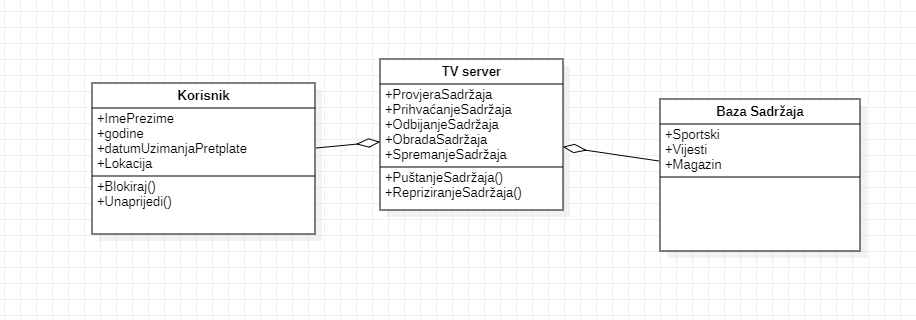 Korisnik
+ImePrezime
+godine
+datumUzimanjaPretplate
+Lokacija
+Blokiraj()
+Unaprijedi()
TV server
+ProvjeraSadržaja
+PrihvaćanjeSadržaja
+OdbijanjeSadržaja
+ObradaSadržaja
+SpremanjeSadržaja
+PuštanjeSadržaja()
+RepriziranjeSadržaja()
Baza Sadržaja
+Sportski
+Vijesti
+Magazin